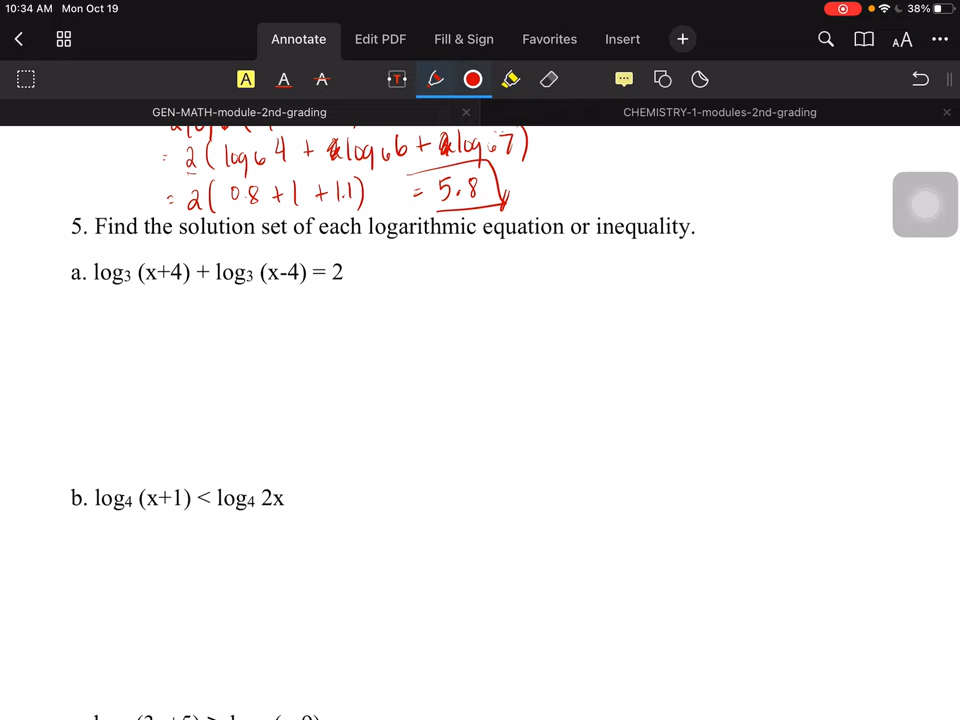 10:34 AM Mon Oct 19 38%
Annotate Edit PDF Fill & Sign Favorites Insert
A A A T
GEN-MATH-module-2nd-grading CHEMISTRY-1-modules-2nd-grading
= 2 ( log₆ 4 + log₆ 6 + log₆ 7 )
= 2 ( 0.8 + 1 + 1.1 ) = 5.8
5. Find the solution set of each logarithmic equation or inequality.
a. log₃ (x+4) + log₃ (x-4) = 2
b. log₄ (x+1) < log₄ 2x